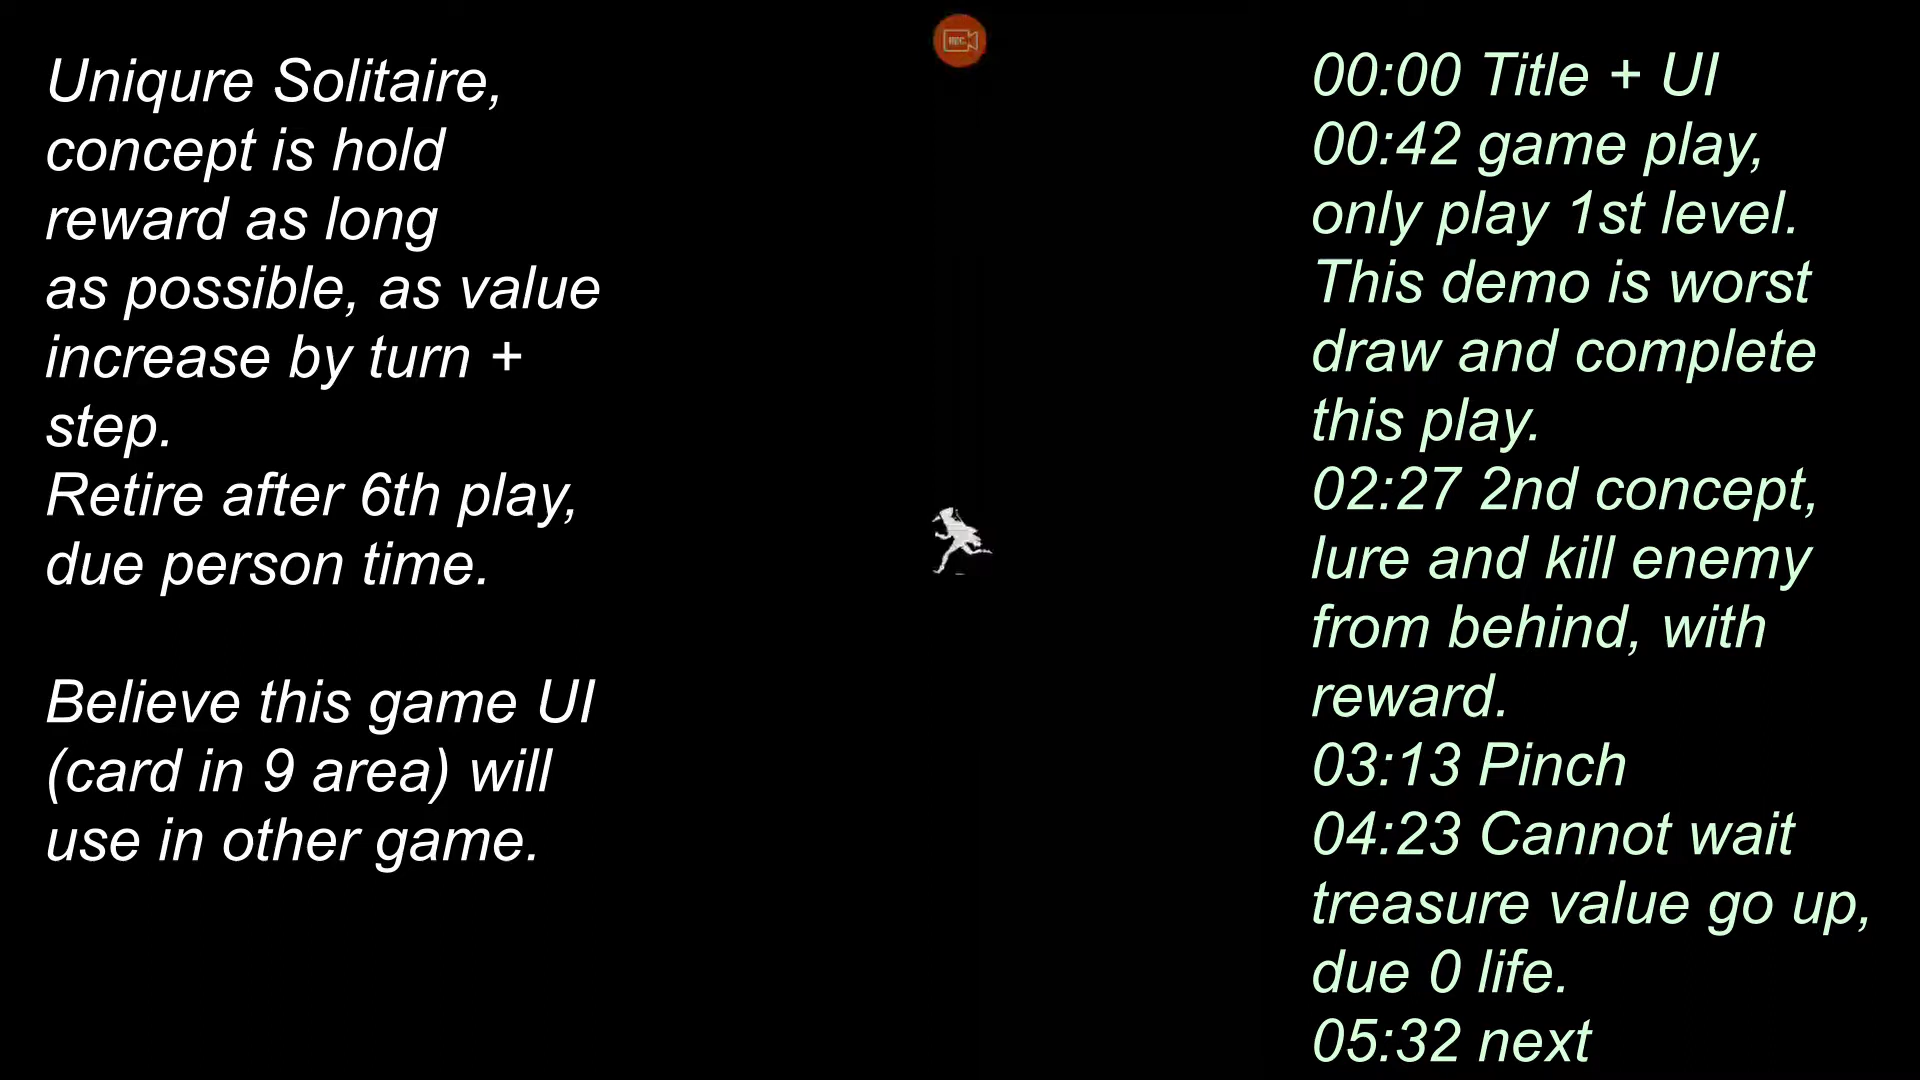 Uniqure Solitaire,
concept is hold
reward as long
as possible, as value
increase by turn +
step.
Retire after 6th play,
due person time.
Believe this game UI
(card in 9 area) will
use in other game.
REC
00:00 Title + UI
00:42 game play,
only play 1st level.
This demo is worst
draw and complete
this play.
02:27 2nd concept,
lure and kill enemy
from behind, with
reward.
03:13 Pinch
04:23 Cannot wait
treasure value go up,
due 0 life.
05:32 next